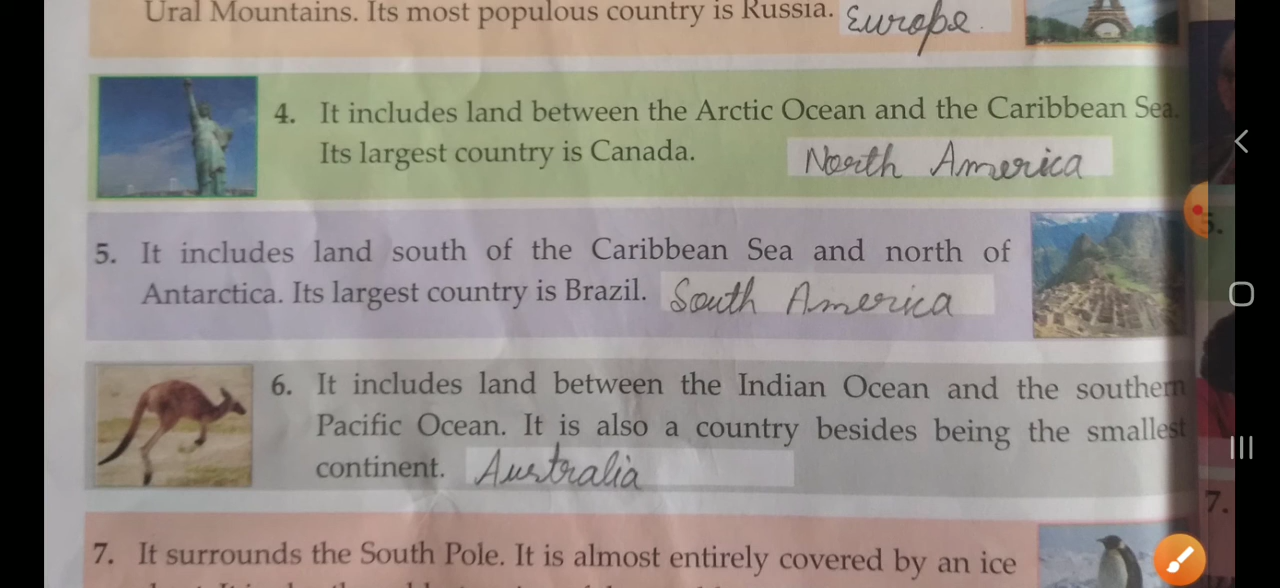 Ural Mountains. Its most populous country is Russia. Europe.
4. It includes land between the Arctic Ocean and the Caribbean Sea.
Its largest country is Canada. North America
5. It includes land south of the Caribbean Sea and north of
Antarctica. Its largest country is Brazil. South America
6. It includes land between the Indian Ocean and the southern
Pacific Ocean. It is also a country besides being the smallest
continent. Australia
7. It surrounds the South Pole. It is almost entirely covered by an ice
5.
7.